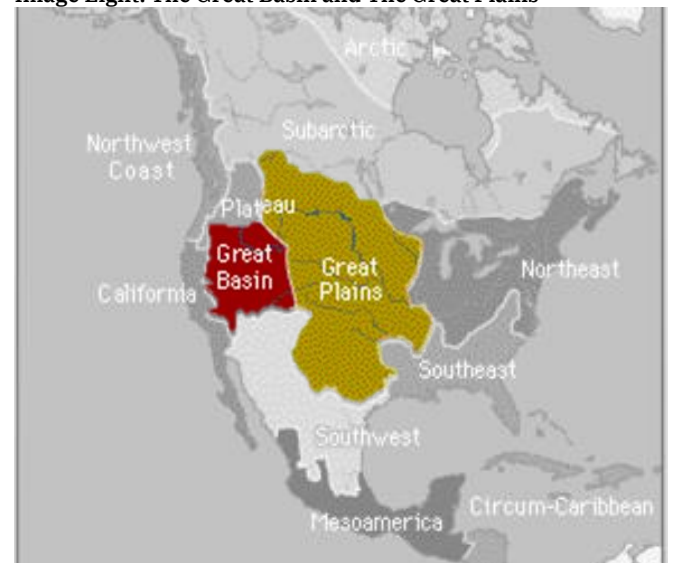 Image Eight: The Great Basin and The Great Plains
Arctic
Subarctic
Northwest
Coast
Plateau
Great
Basin
Great
Plains
Northeast
California
Southeast
Southwest
Circum-Caribbean
Mesoamerica